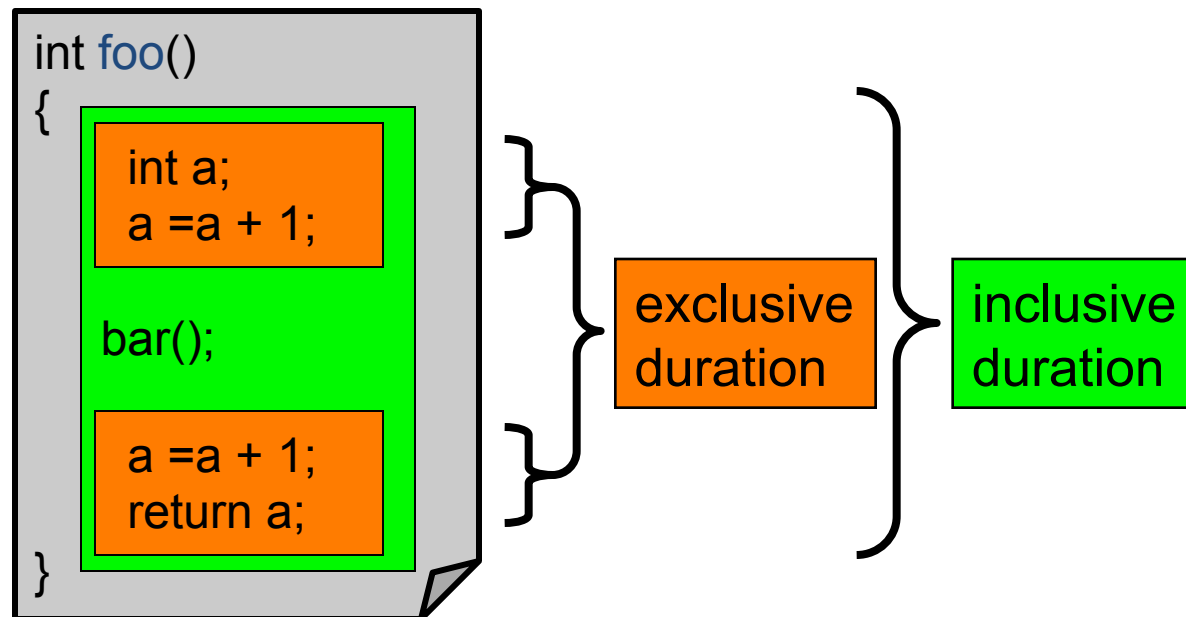 int foo()
{
int a;
a =a + 1;
bar();
a =a + 1;
return a;
}
exclusive
duration
inclusive
duration